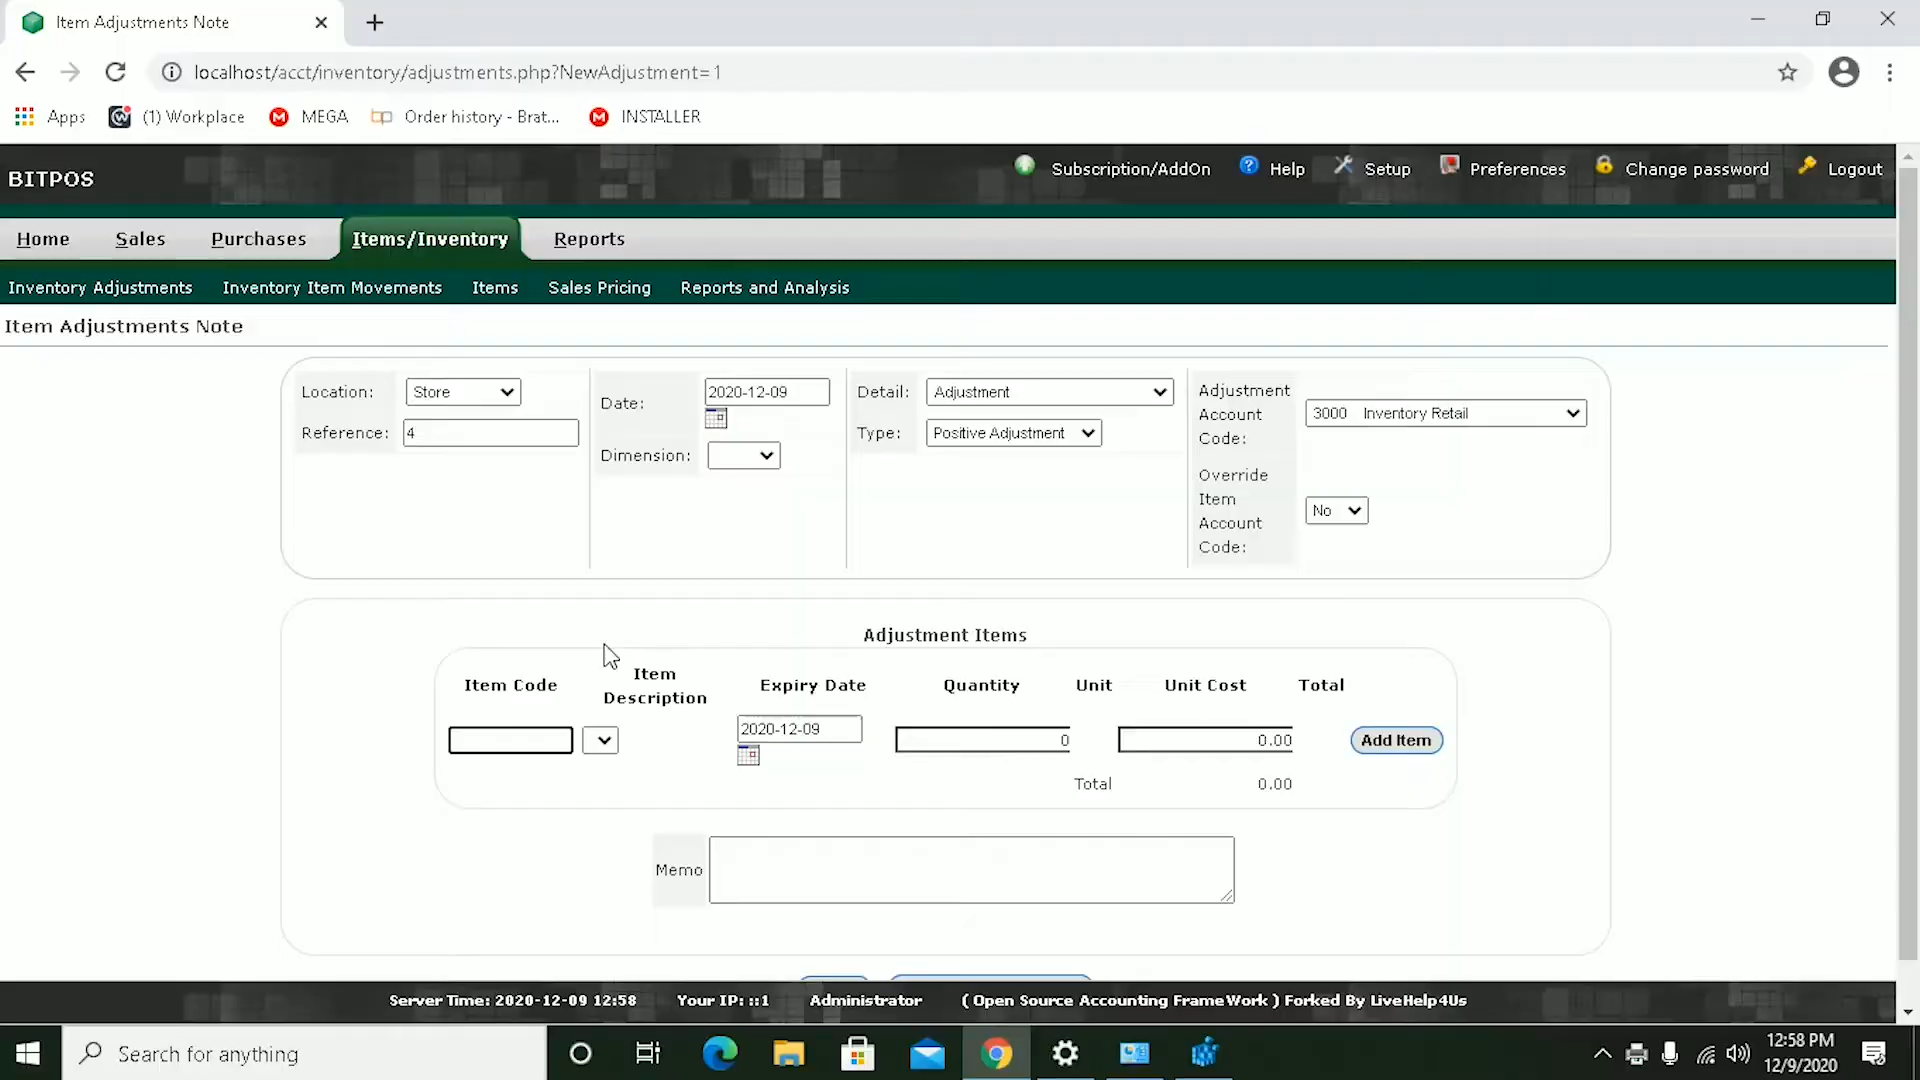 Item Adjustments Note
localhost/acct/inventory/adjustments.php?NewAdjustment=1
Apps (1) Workplace MEGA Order history - Brat... INSTALLER
BITPOS
Subscription/AddOn Help Setup Preferences Change password Logout
Home Sales Purchases Items/Inventory Reports
Inventory Adjustments Inventory Item Movements Items Sales Pricing Reports and Analysis
Item Adjustments Note
Location: Store
Reference: 4
Date: 2020-12-09
Dimension:
Detail: Adjustment
Type: Positive Adjustment
Adjustment
Account
Code:
3000 Inventory Retail
Override
Item
Account
Code:
No
Adjustment Items
Item Code Item Description Expiry Date Quantity Unit Unit Cost Total
2020-12-09 0 0.00 Add Item
Total 0.00
Memo
Server Time: 2020-12-09 12:58 Your IP: ::1 Administrator ( Open Source Accounting FrameWork ) Forked By LiveHelp4Us
Search for anything
12:58 PM
12/9/2020